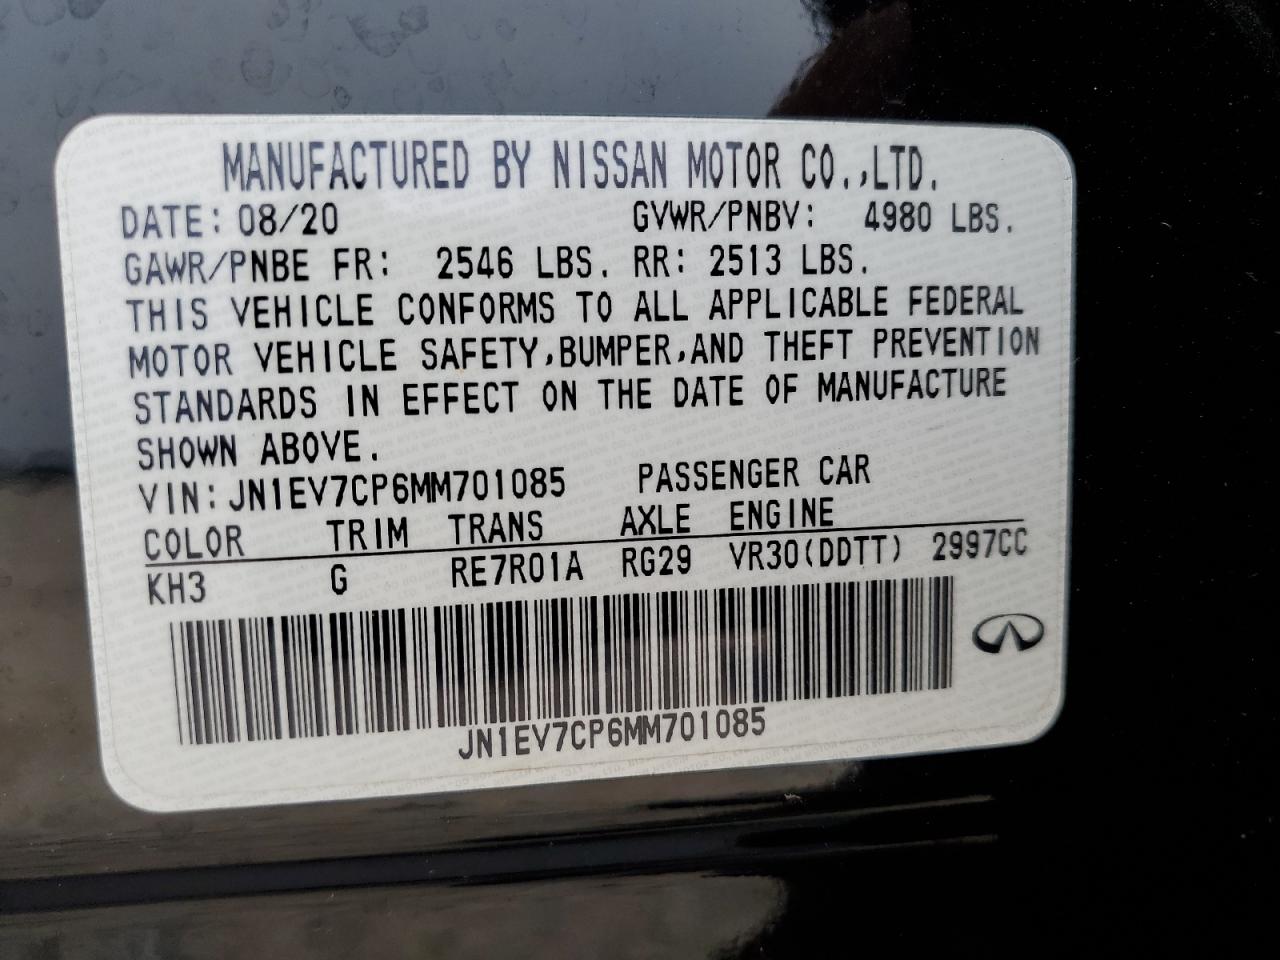 MANUFACTURED BY NISSAN MOTOR CO.,LTD.
DATE: 08/20 GVWR/PNBV: 4980 LBS.
GAWR/PNBE FR: 2546 LBS. RR: 2513 LBS.
THIS VEHICLE CONFORMS TO ALL APPLICABLE FEDERAL
MOTOR VEHICLE SAFETY,BUMPER,AND THEFT PREVENTION
STANDARDS IN EFFECT ON THE DATE OF MANUFACTURE
SHOWN ABOVE.
VIN: JN1EV7CP6MM701085 PASSENGER CAR
COLOR TRIM TRANS AXLE ENGINE
KH3 G RE7R01A RG29 VR30(DDTT) 2997CC
JN1EV7CP6MM701085